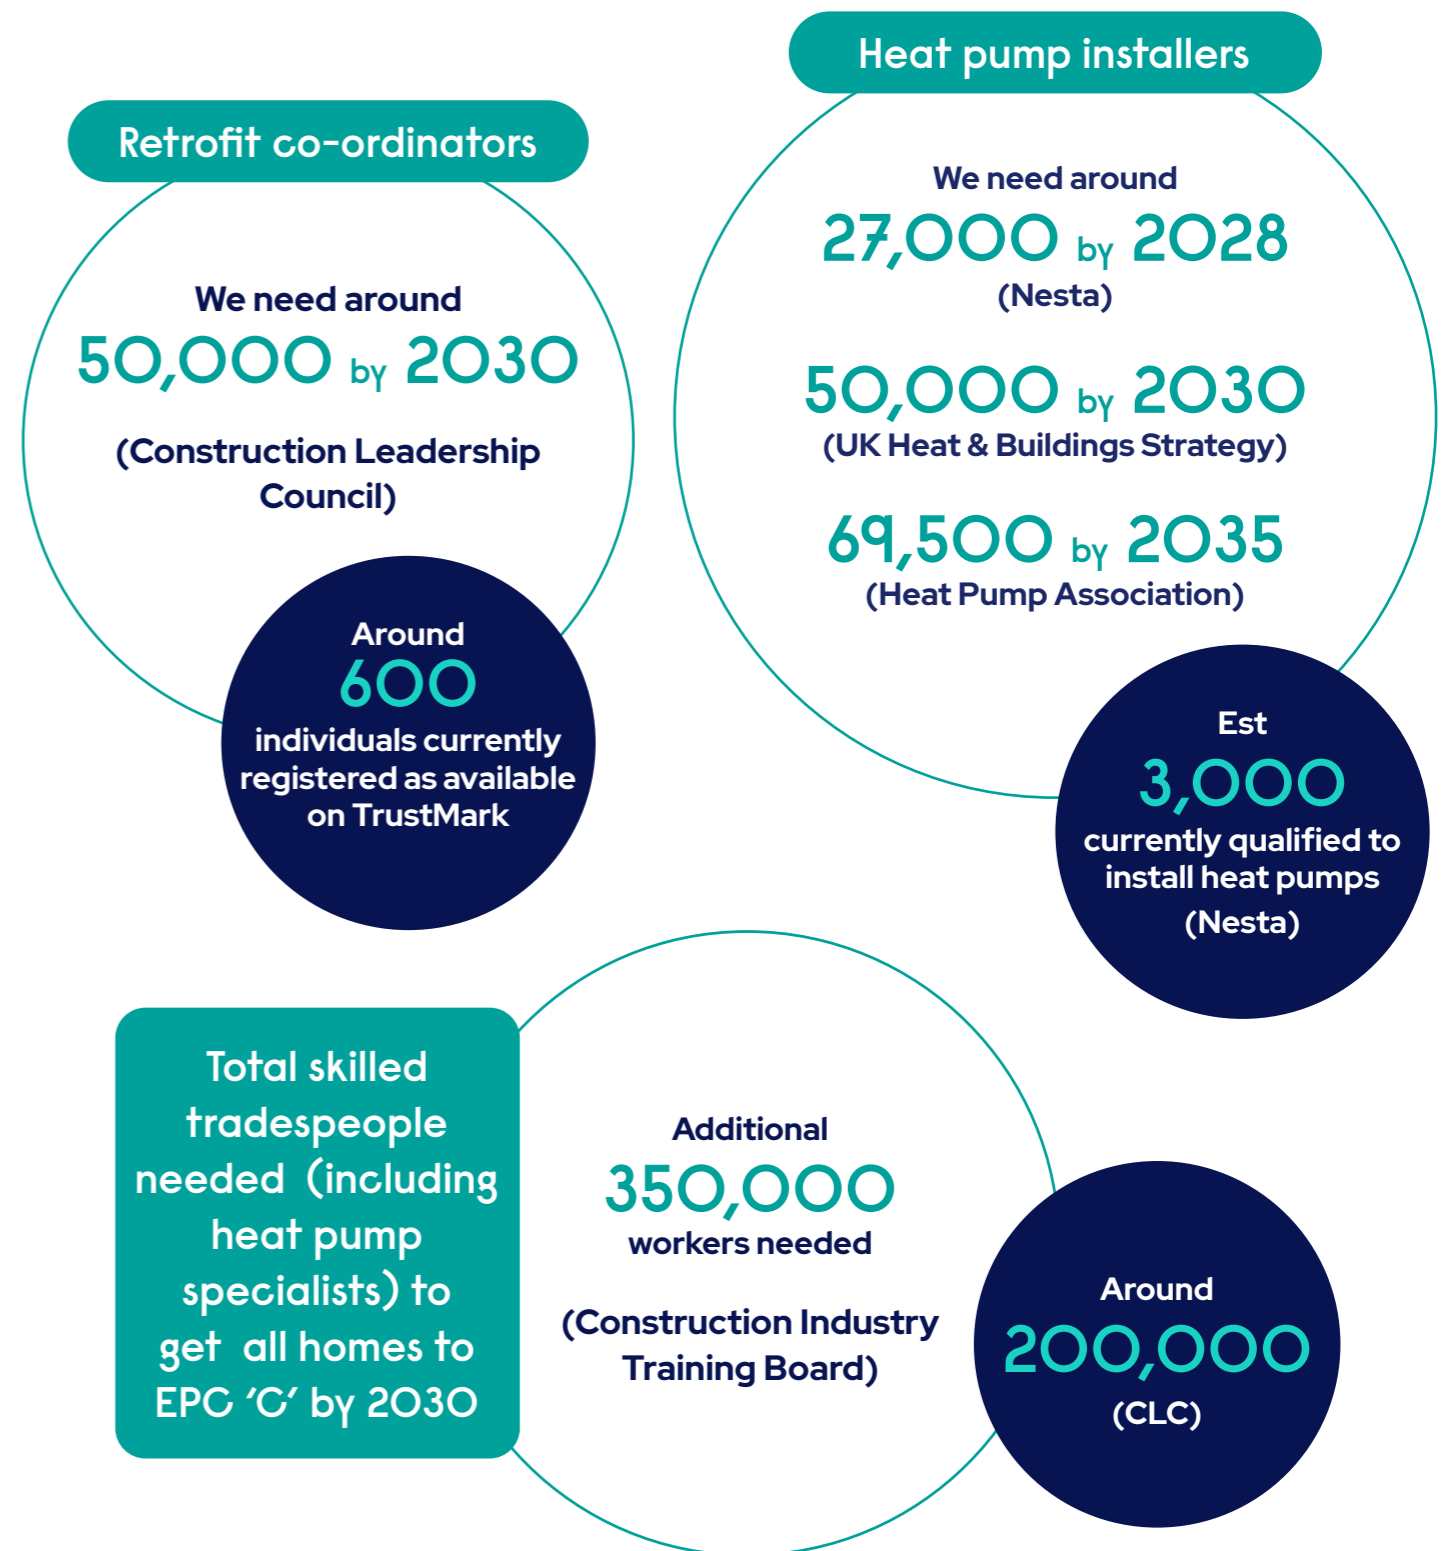 Retrofit co-ordinators
We need around
50,000 by 2030
(Construction Leadership
Council)
Around
600
individuals currently
registered as available
on TrustMark
Heat pump installers
We need around
27,000 by 2028
(Nesta)
50,000 by 2030
(UK Heat & Buildings Strategy)
69,500 by 2035
(Heat Pump Association)
Est
3,000
currently qualified to
install heat pumps
(Nesta)
Total skilled
tradespeople
needed (including
heat pump
specialists) to
get all homes to
EPC ‘C’ by 2030
Additional
350,000
workers needed
(Construction Industry
Training Board)
Around
200,000
(CLC)